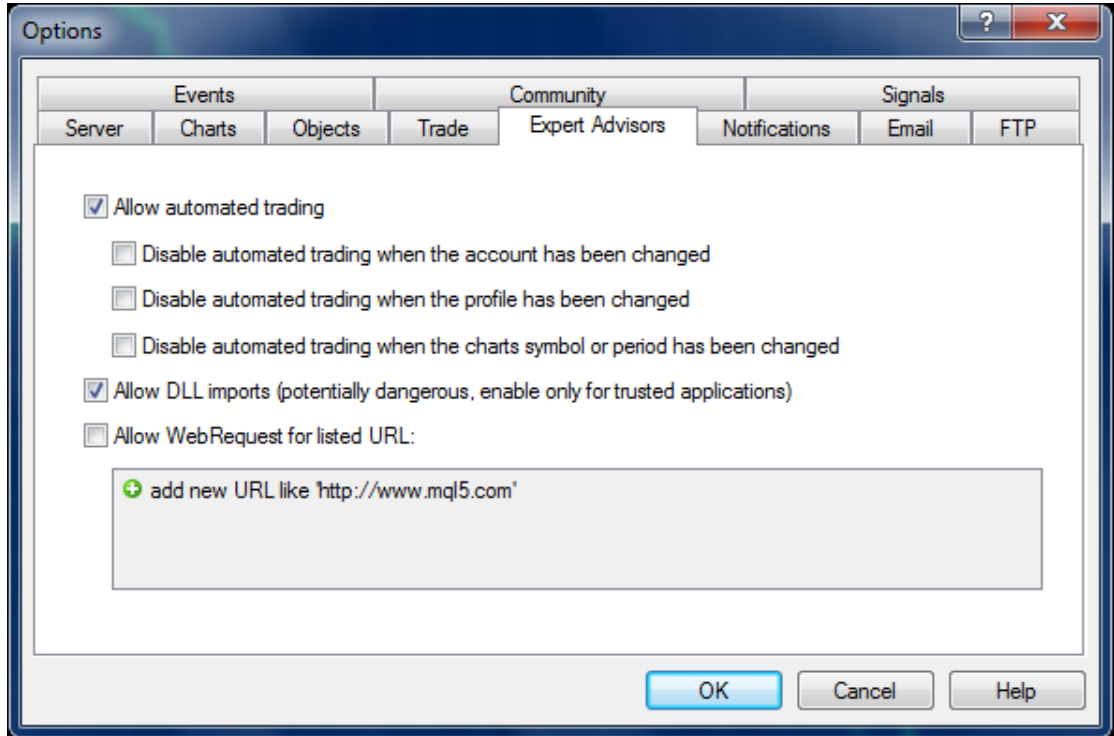 Options
?
X
Events Community Signals
Server Charts Objects Trade Expert Advisors Notifications Email FTP
Allow automated trading
Disable automated trading when the account has been changed
Disable automated trading when the profile has been changed
Disable automated trading when the charts symbol or period has been changed
Allow DLL imports (potentially dangerous, enable only for trusted applications)
Allow WebRequest for listed URL:
add new URL like 'http://www.mql5.com'
OK Cancel Help